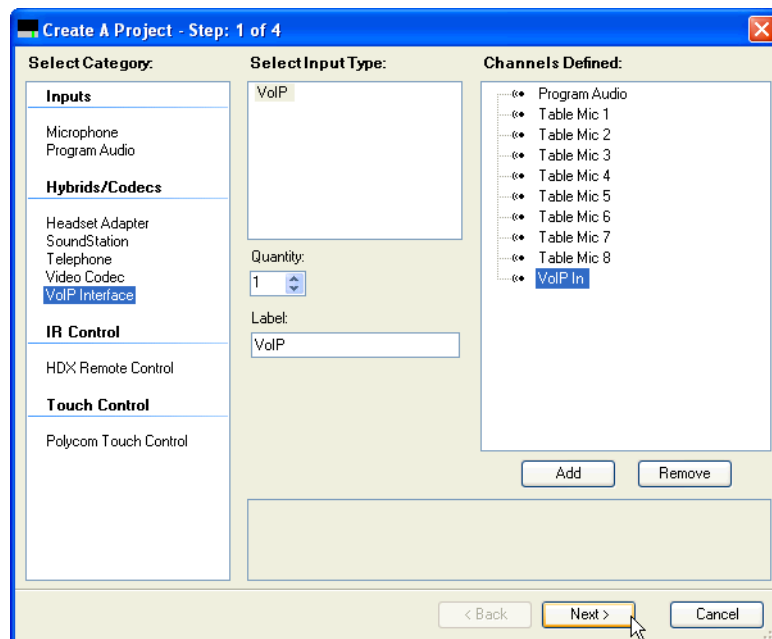 Create A Project - Step: 1 of 4
Select Category:
Inputs
Microphone
Program Audio
Hybrids/Codecs
Headset Adapter
SoundStation
Telephone
Video Codec
VoIP Interface
IR Control
HDX Remote Control
Touch Control
Polycom Touch Control
Select Input Type:
VoIP
Quantity:
1
Label:
VoIP
Channels Defined:
Program Audio
Table Mic 1
Table Mic 2
Table Mic 3
Table Mic 4
Table Mic 5
Table Mic 6
Table Mic 7
Table Mic 8
VoIP In
Add
Remove
< Back
Next >
Cancel